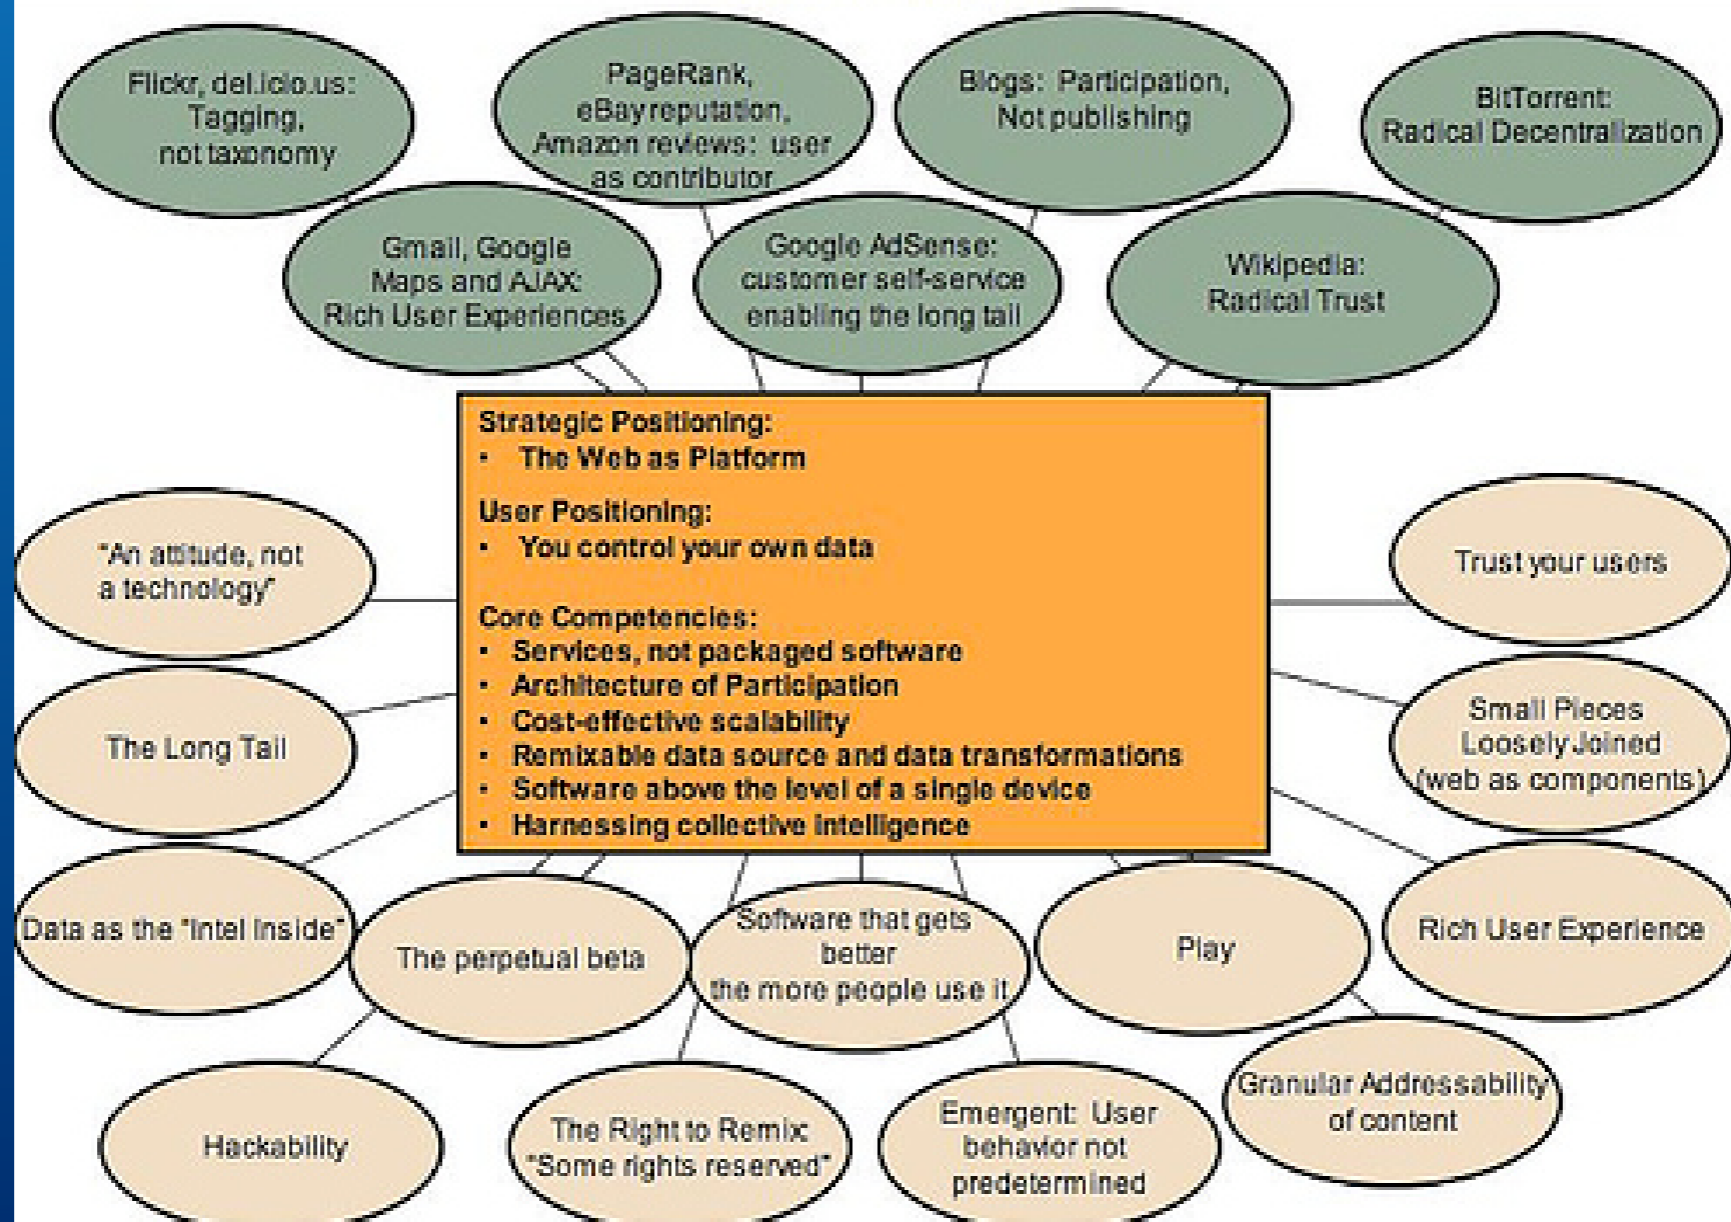 Flickr, del.icio.us:
Tagging,
not taxonomy
PageRank,
eBay reputation,
Amazon reviews: user
as contributor
Blogs: Participation,
Not publishing
BitTorrent:
Radical Decentralization
Gmail, Google
Maps and AJAX:
Rich User Experiences
Google AdSense:
customer self-service
enabling the long tail
Wikipedia:
Radical Trust
Strategic Positioning:
• The Web as Platform
User Positioning:
• You control your own data
Core Competencies:
• Services, not packaged software
• Architecture of Participation
• Cost-effective scalability
• Remixable data source and data transformations
• Software above the level of a single device
• Harnessing collective intelligence
"An attitude, not
a technology"
Trust your users
The Long Tail
Small Pieces
Loosely Joined
(web as components)
Data as the "Intel Inside"
The perpetual beta
Software that gets
better
the more people use it
Play
Rich User Experience
Hackability
The Right to Remix:
"Some rights reserved"
Emergent: User
behavior not
predetermined
Granular Addressability
of content